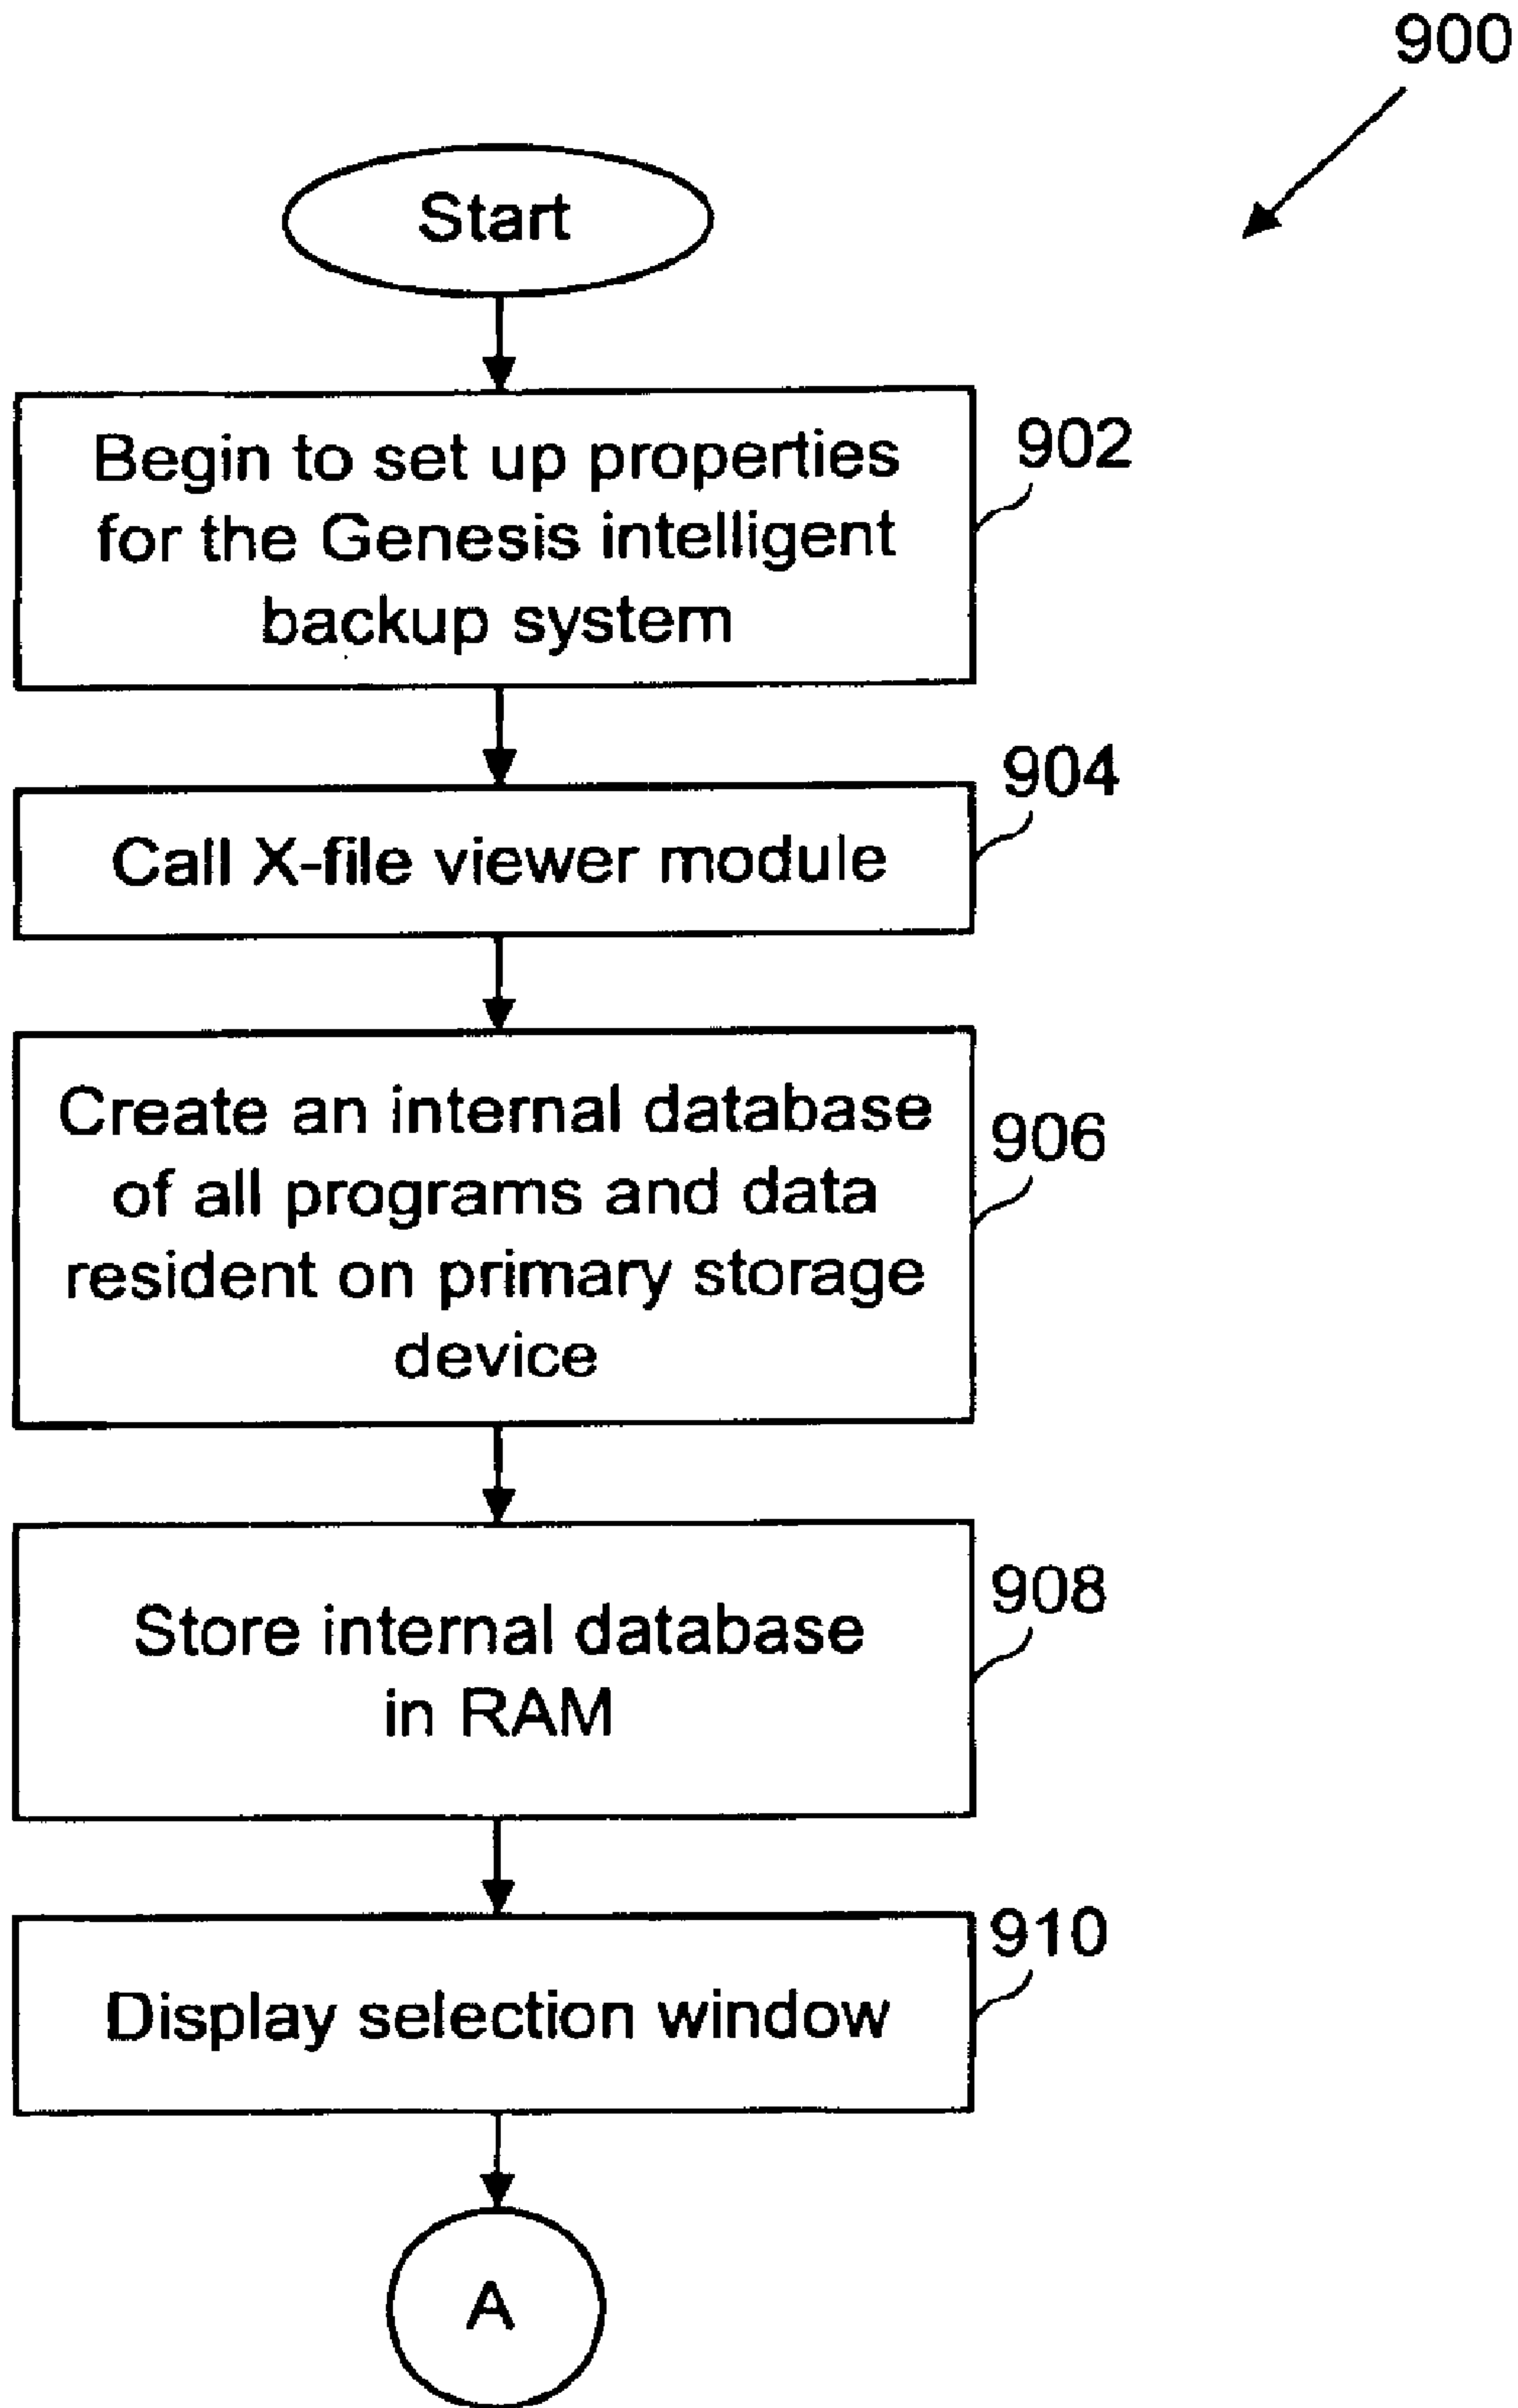 900
Start
Begin to set up properties
for the Genesis intelligent
backup system
902
Call X-file viewer module
904
Create an internal database
of all programs and data
resident on primary storage
device
906
Store internal database
in RAM
908
Display selection window
910
A